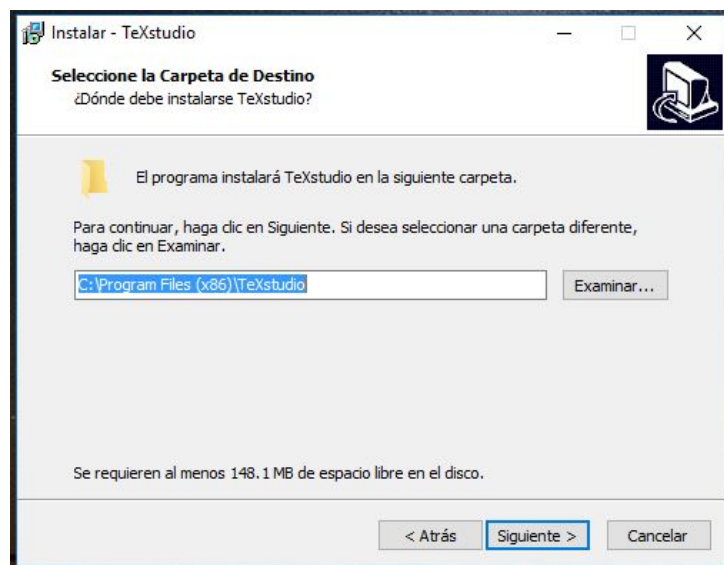 Instalar - TeXstudio
Seleccione la Carpeta de Destino
¿Dónde debe instalarse TeXstudio?
El programa instalará TeXstudio en la siguiente carpeta.
Para continuar, haga clic en Siguiente. Si desea seleccionar una carpeta diferente,
haga clic en Examinar.
C:\Program Files (x86)\TeXstudio
Examinar...
Se requieren al menos 148.1 MB de espacio libre en el disco.
< Atrás
Siguiente >
Cancelar